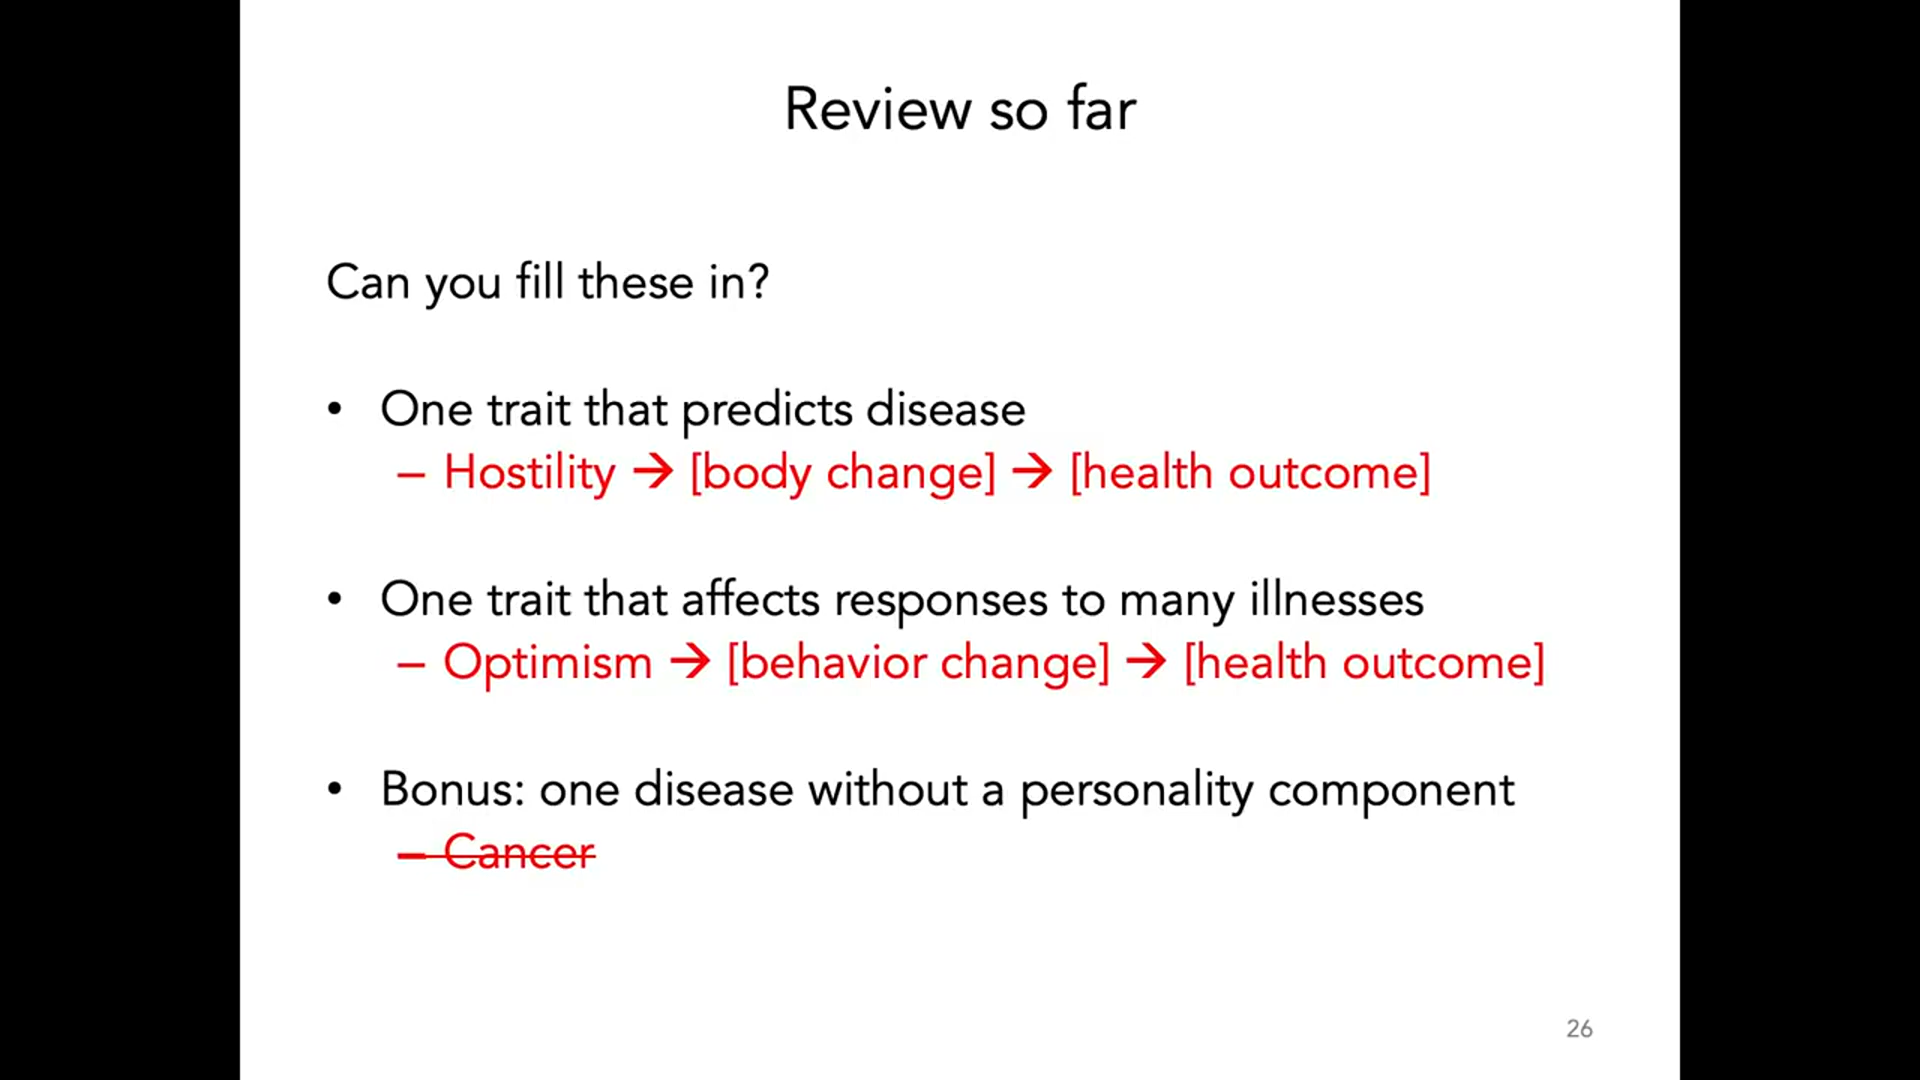 Review so far
Can you fill these in?
• One trait that predicts disease
– Hostility → [body change] → [health outcome]
• One trait that affects responses to many illnesses
– Optimism → [behavior change] → [health outcome]
• Bonus: one disease without a personality component
– Cancer
26